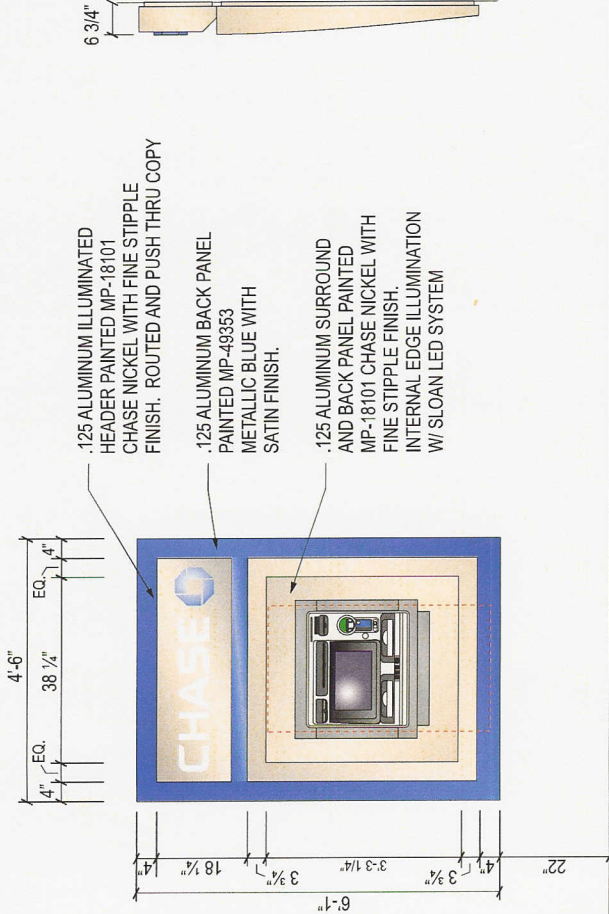 4'-6"
4"
EQ.
38 1/4"
EQ.
4"
6'-1"
4"
18 1/4"
3 3/4"
3'-3 1/4"
3 3/4"
4"
22"
CHASE
.125 ALUMINUM ILLUMINATED
HEADER PAINTED MP-18101
CHASE NICKEL WITH FINE STIPPLE
FINISH. ROUTED AND PUSH THRU COPY
.125 ALUMINUM BACK PANEL
PAINTED MP-49353
METALLIC BLUE WITH
SATIN FINISH.
.125 ALUMINUM SURROUND
AND BACK PANEL PAINTED
MP-18101 CHASE NICKEL WITH
FINE STIPPLE FINISH.
INTERNAL EDGE ILLUMINATION
W/ SLOAN LED SYSTEM
6 3/4"